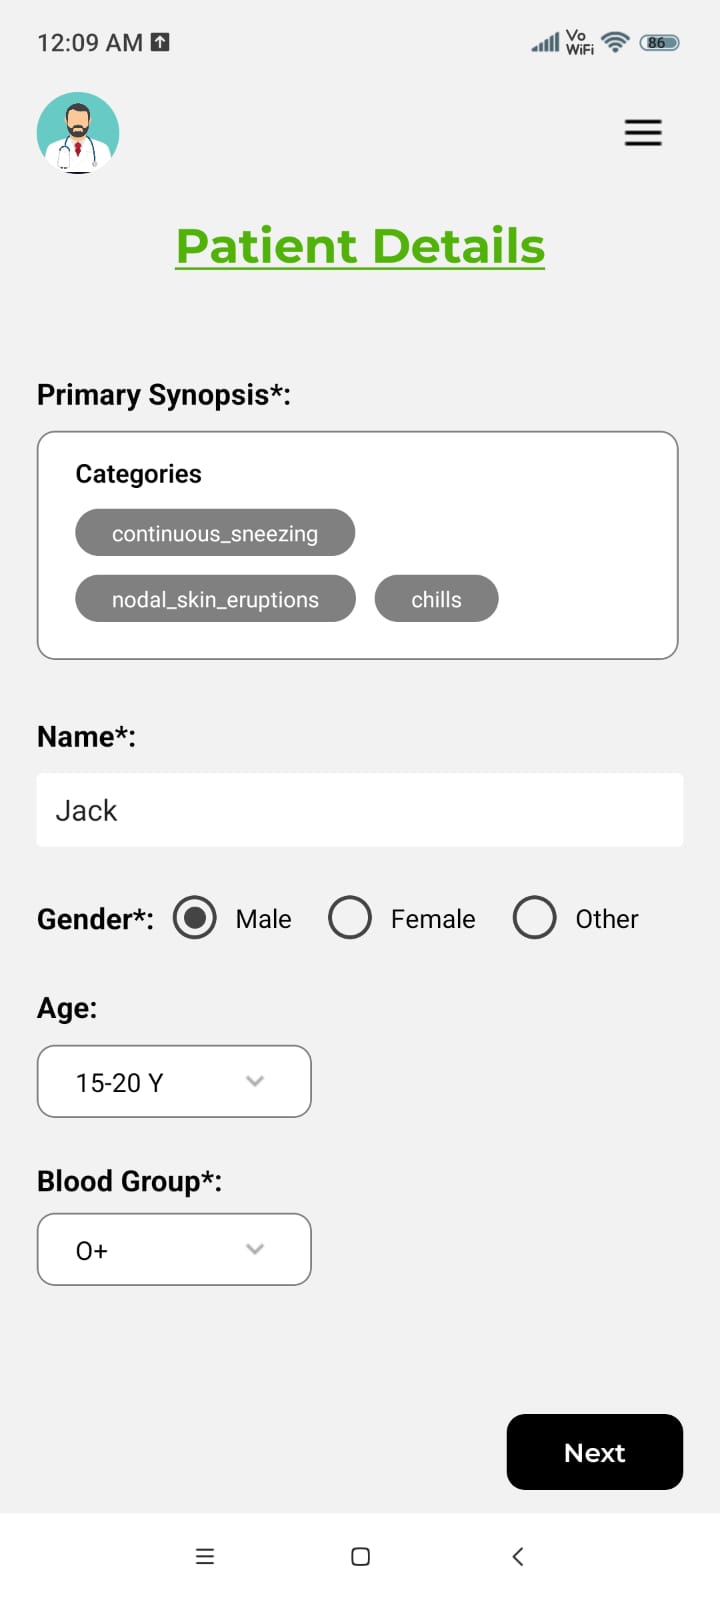 12:09 AM
Vo
WiFi
86
Patient Details
Primary Synopsis*:
Categories
continuous_sneezing
nodal_skin_eruptions chills
Name*:
Jack
Gender*: Male Female Other
Age:
15-20 Y
Blood Group*:
O+
Next